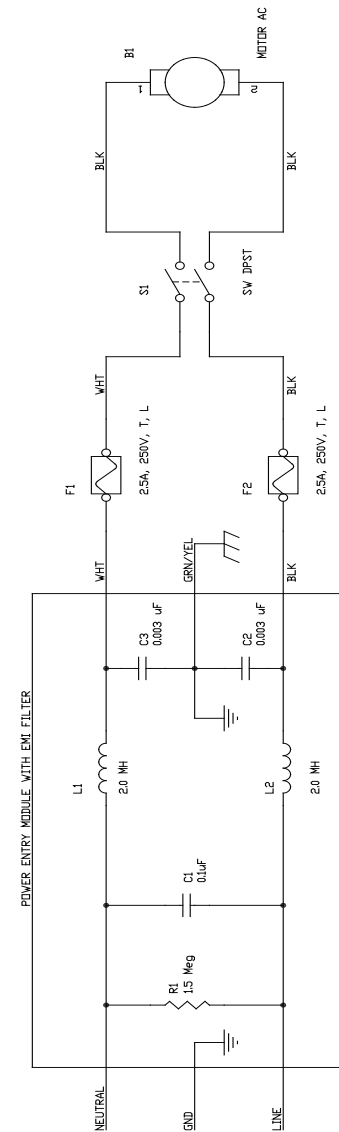 POWER ENTRY MODULE WITH EMI FILTER
NEUTRAL
GND
LINE
R1
1.5 Meg
C1
0.1uF
L1
2.0 MH
L2
2.0 MH
C3
0.003 uF
C2
0.003 uF
WHT
GRN/YEL
BLK
F1
2.5A, 250V, T, L
F2
2.5A, 250V, T, L
WHT
BLK
S1
SW DPST
BLK
BLK
B1
1
2
MOTOR AC